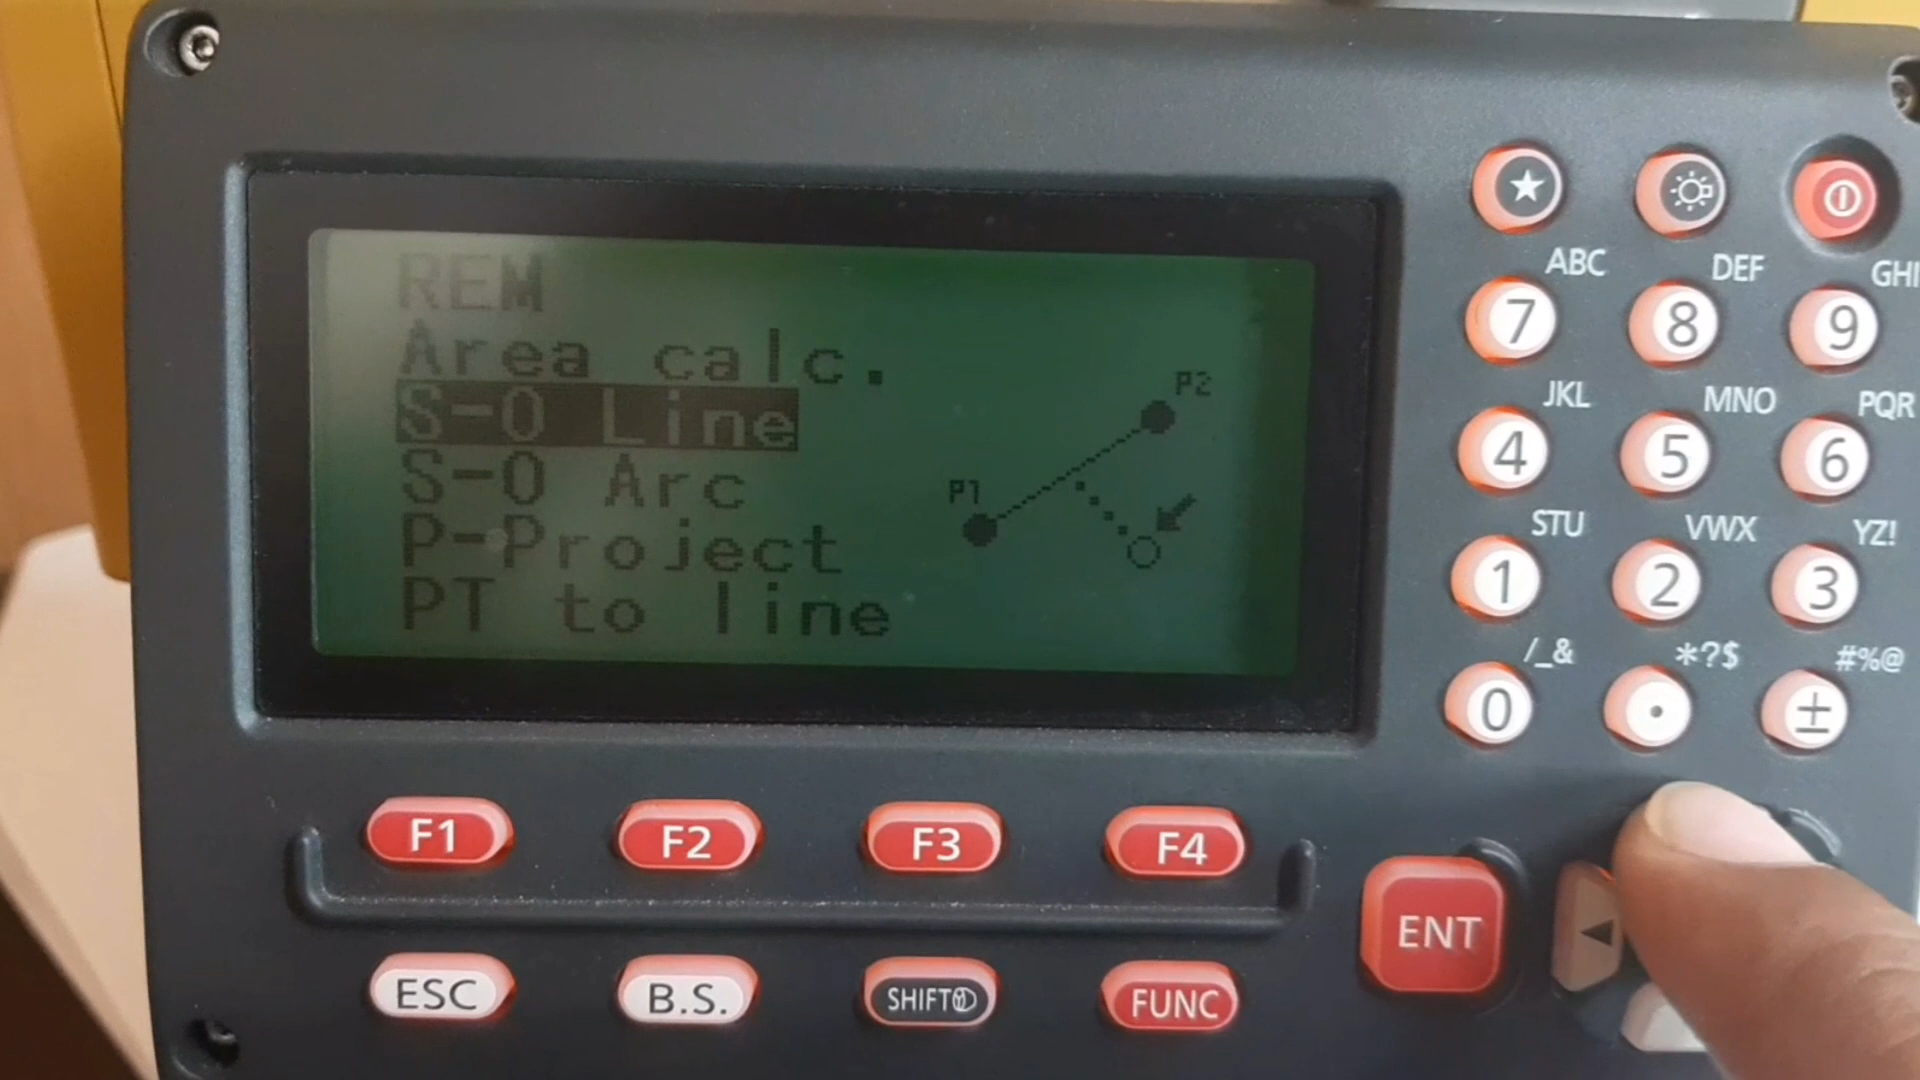 REM
Area calc.
S-O Line
S-O Arc
P-Project
PT to line
P2
P1
ABC
DEF
GHI
7
8
9
JKL
MNO
PQR
4
5
6
STU
VWX
YZ!
1
2
3
/_&
*?$
#%@
0
.
±
F1
F2
F3
F4
ENT
ESC
B.S.
SHIFT
FUNC